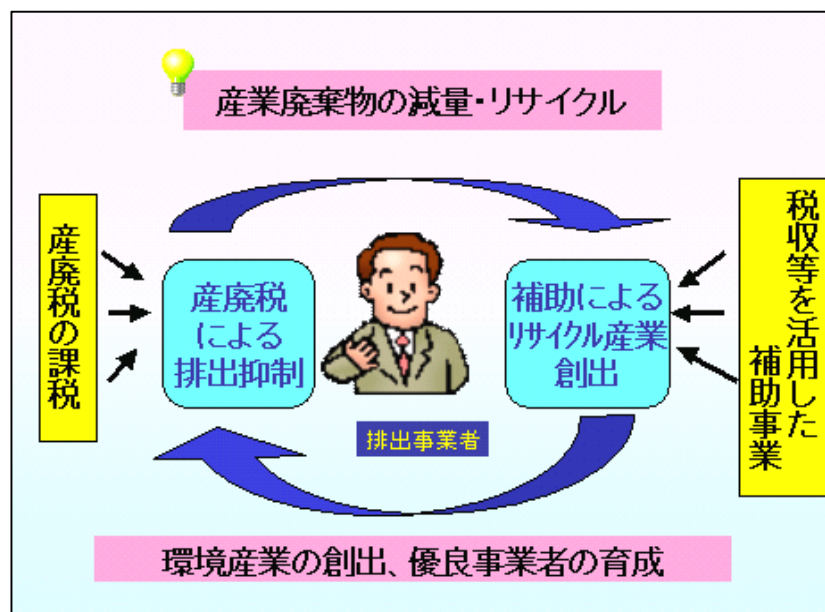 産業廃棄物の減量・リサイクル
産廃税の課税
産廃税
による
排出抑制
補助による
リサイクル産業
創出
税収等を活用した
補助事業
排出事業者
環境産業の創出、優良事業者の育成